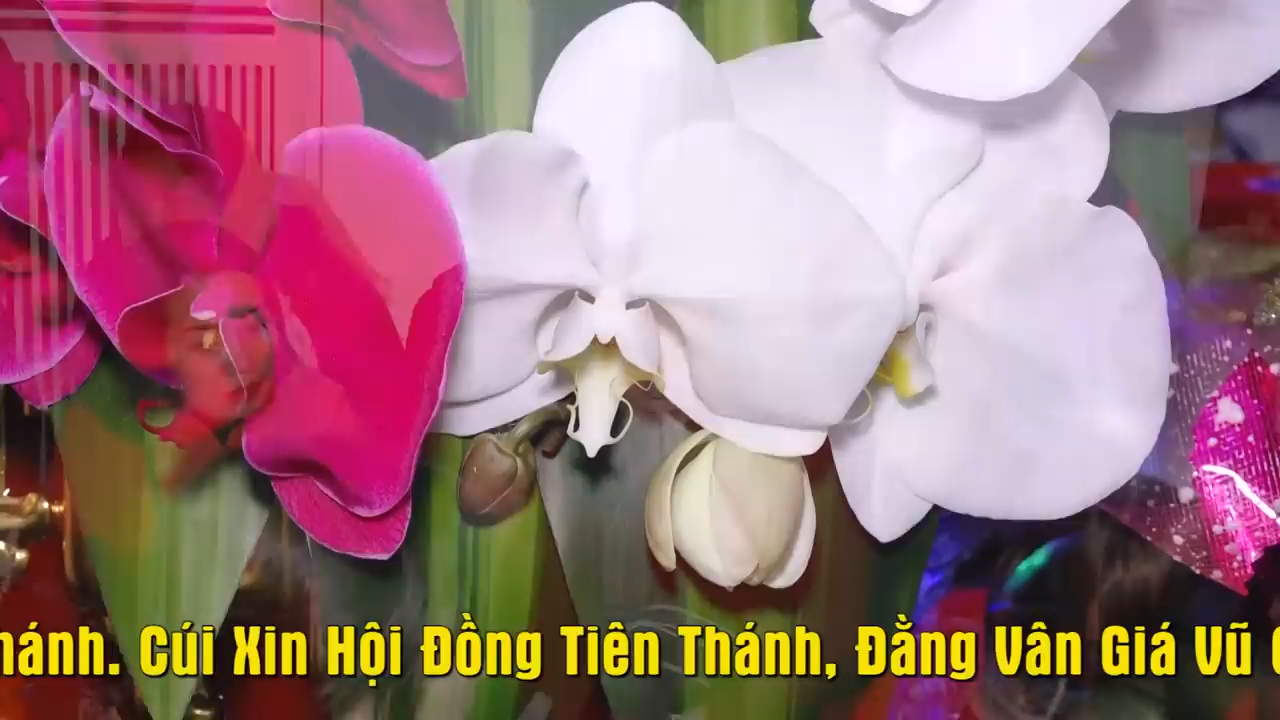 hánh. Cúi Xin Hội Đồng Tiên Thánh, Đằng Vân Giá Vũ